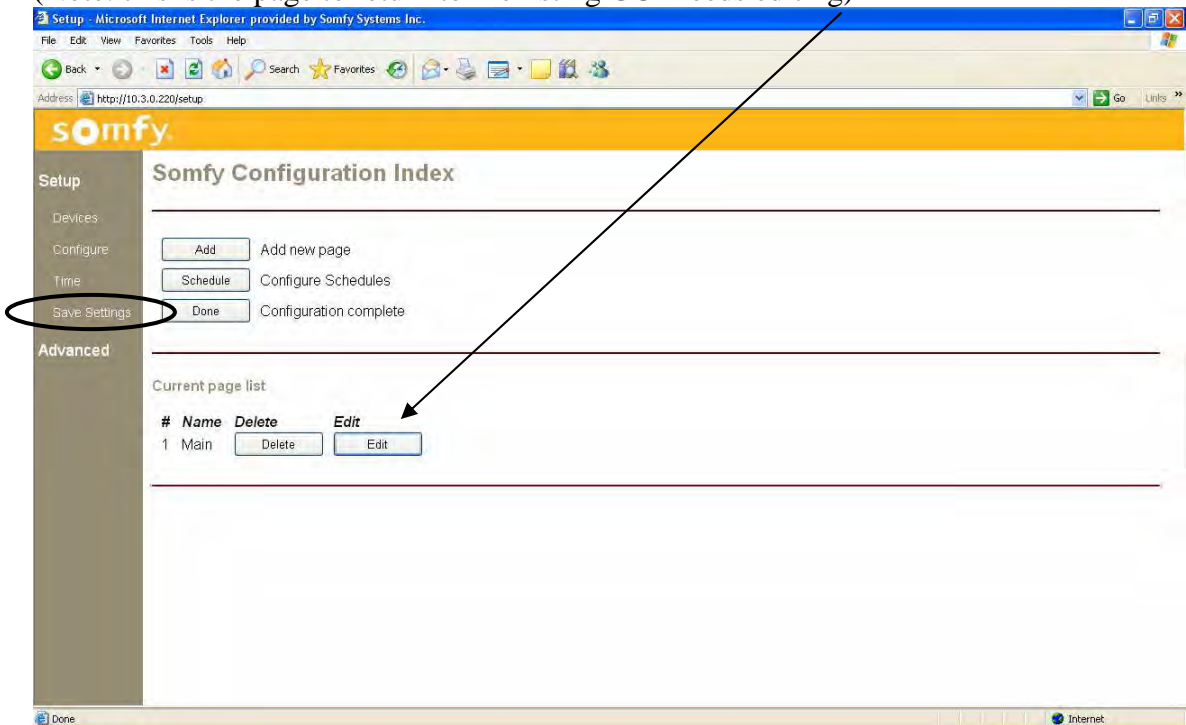 Setup - Microsoft Internet Explorer provided by Somfy Systems Inc.
File Edit View Favorites Tools Help
Back Search Favorites
Address http://10.3.0.220/setup Go Links »
somfy.
Setup
Devices
Configure
Time
Save Settings
Advanced
Somfy Configuration Index
Add Add new page
Schedule Configure Schedules
Done Configuration complete
Current page list
# Name Delete Edit
1 Main Delete Edit
Done Internet